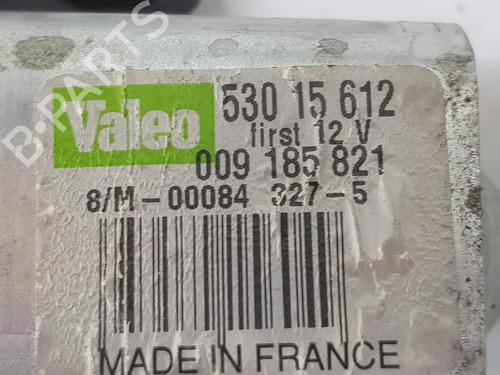 Valeo
530 15 612
first 12 V
009 185 821
8/M-00084 327-5
MADE IN FRANCE
B-PARTS